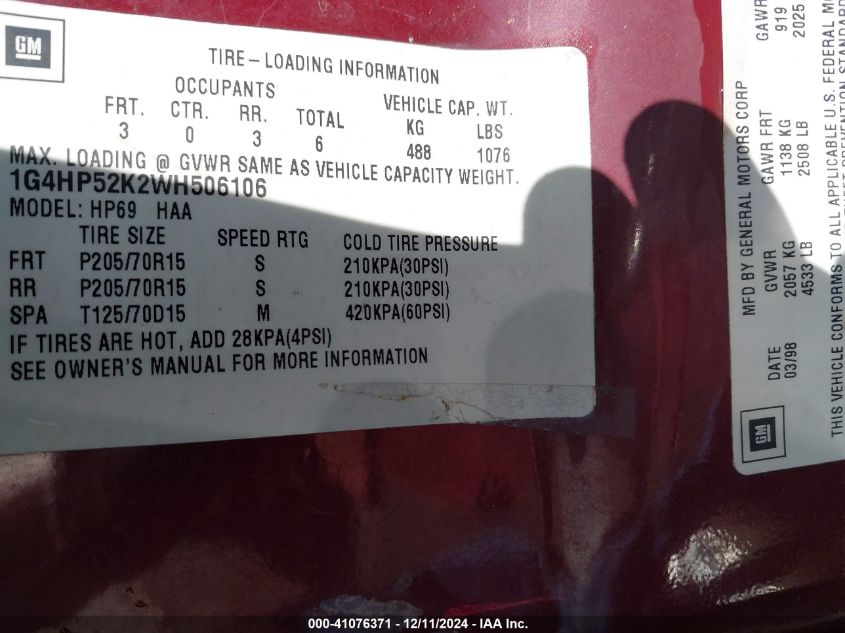 GM
TIRE-LOADING INFORMATION
OCCUPANTS
VEHICLE CAP. WT.
FRT. CTR. RR. TOTAL KG LBS
3 0 3 6 488 1076
MAX. LOADING @ GVWR SAME AS VEHICLE CAPACITY WEIGHT.
1G4HP52K2WH506106
MODEL: HP69 HAA
TIRE SIZE SPEED RTG COLD TIRE PRESSURE
FRT P205/70R15 S 210KPA(30PSI)
RR P205/70R15 S 210KPA(30PSI)
SPA T125/70D15 M 420KPA(60PSI)
IF TIRES ARE HOT, ADD 28KPA(4PSI)
SEE OWNER'S MANUAL FOR MORE INFORMATION
GM
MFD BY GENERAL MOTORS CORP
DATE GVWR GAWR FRT GAWR
03/98 2057 KG 1138 KG 919
4533 LB 2508 LB 2025
THIS VEHICLE CONFORMS TO ALL APPLICABLE U.S. FEDERAL
000-41076371 - 12/11/2024 - IAA Inc.